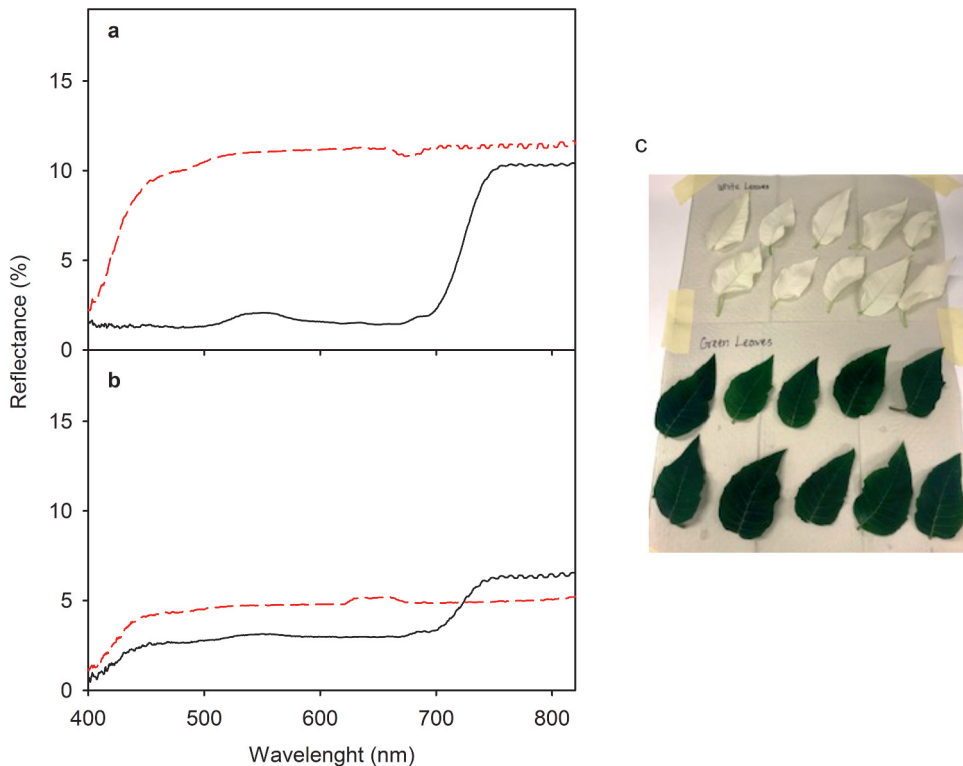 a
15
10
5
0
b
15
10
5
0
400 500 600 700 800
Wavelenght (nm)
Reflectance (%)
c
White Leaves
Green Leaves